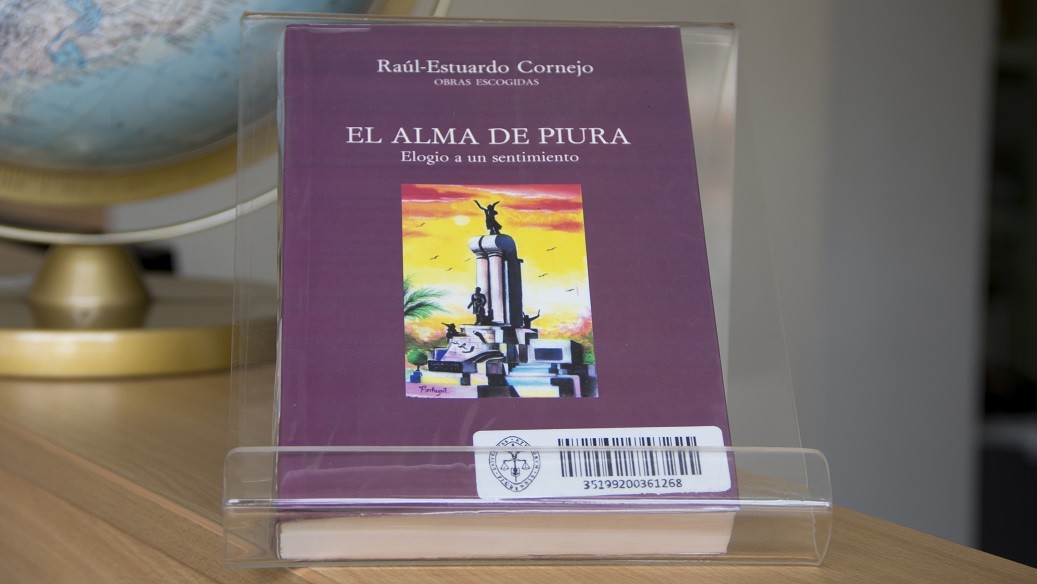 Raúl-Estuardo Cornejo
OBRAS ESCOGIDAS
EL ALMA DE PIURA
Elogio a un sentimiento
35199200361268